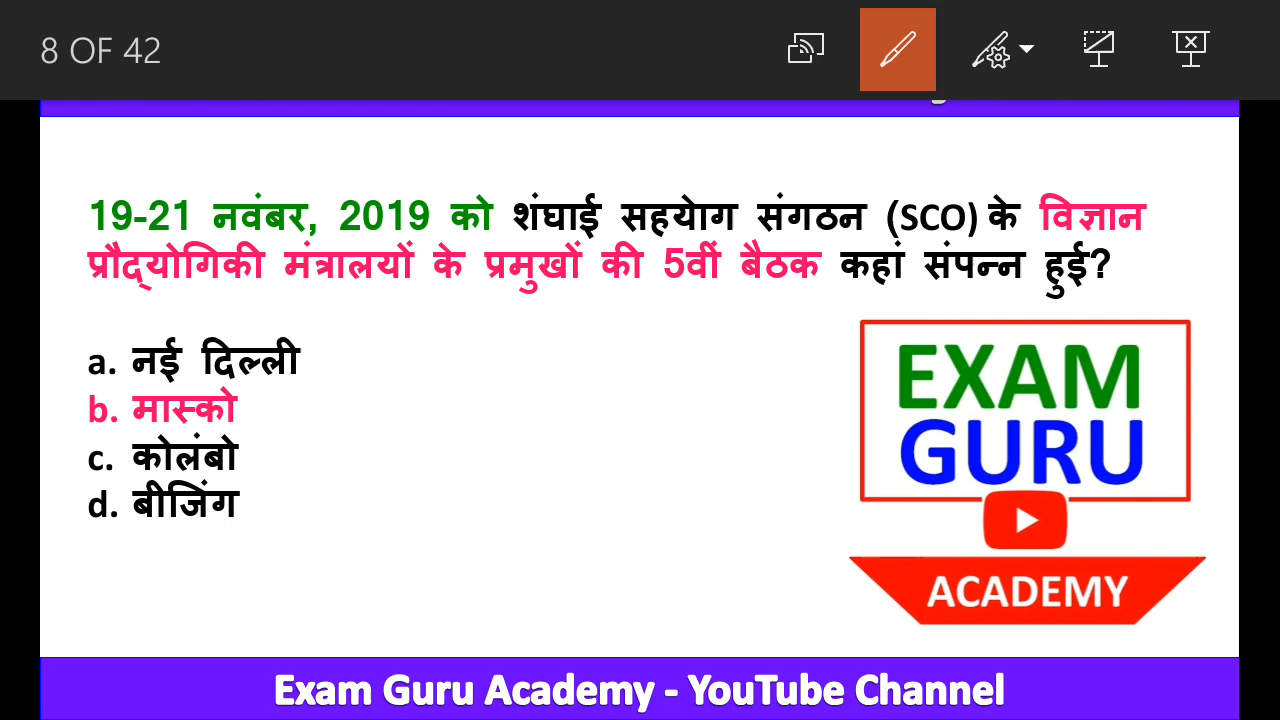 8 OF 42
19-21 नवंबर, 2019 को शंघाई सहयोग संगठन (SCO) के विज्ञान
प्रौद्योगिकी मंत्रालयों के प्रमुखों की 5वीं बैठक कहां संपन्न हुई?
a. नई दिल्ली
b. मास्को
c. कोलंबो
d. बीजिंग
EXAM
GURU
ACADEMY
Exam Guru Academy - YouTube Channel